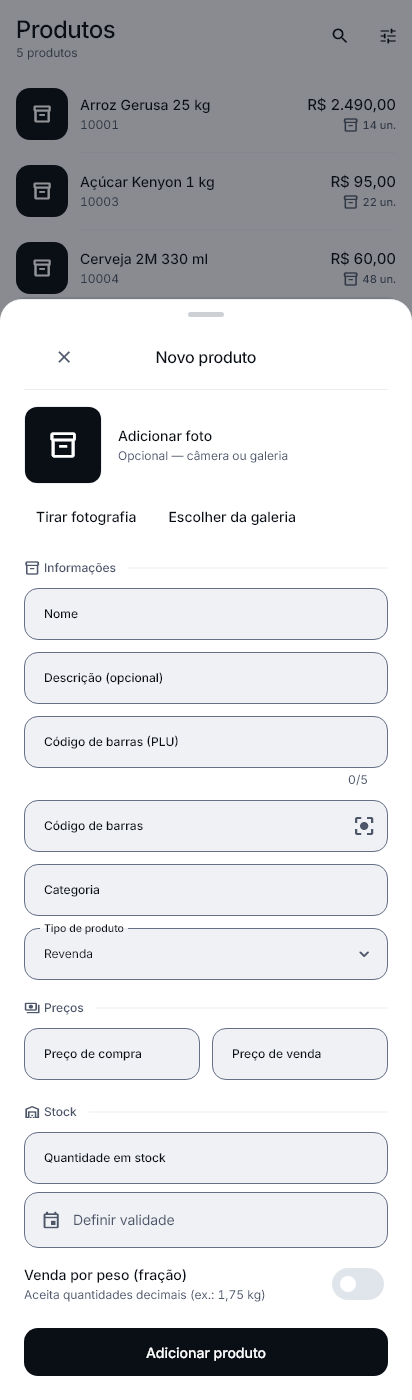 Produtos
5 produtos
Arroz Gerusa 25 kg
R$ 2.490,00
10001
14 un.
Açúcar Kenyon 1 kg
R$ 95,00
10003
22 un.
Cerveja 2M 330 ml
R$ 60,00
10004
48 un.
Novo produto
Adicionar foto
Opcional — câmera ou galeria
Tirar fotografia
Escolher da galeria
Informações
Nome
Descrição (opcional)
Código de barras (PLU)
0/5
Código de barras
Categoria
Tipo de produto
Revenda
Preços
Preço de compra
Preço de venda
Stock
Quantidade em stock
Definir validade
Venda por peso (fração)
Aceita quantidades decimais (ex.: 1,75 kg)
Adicionar produto